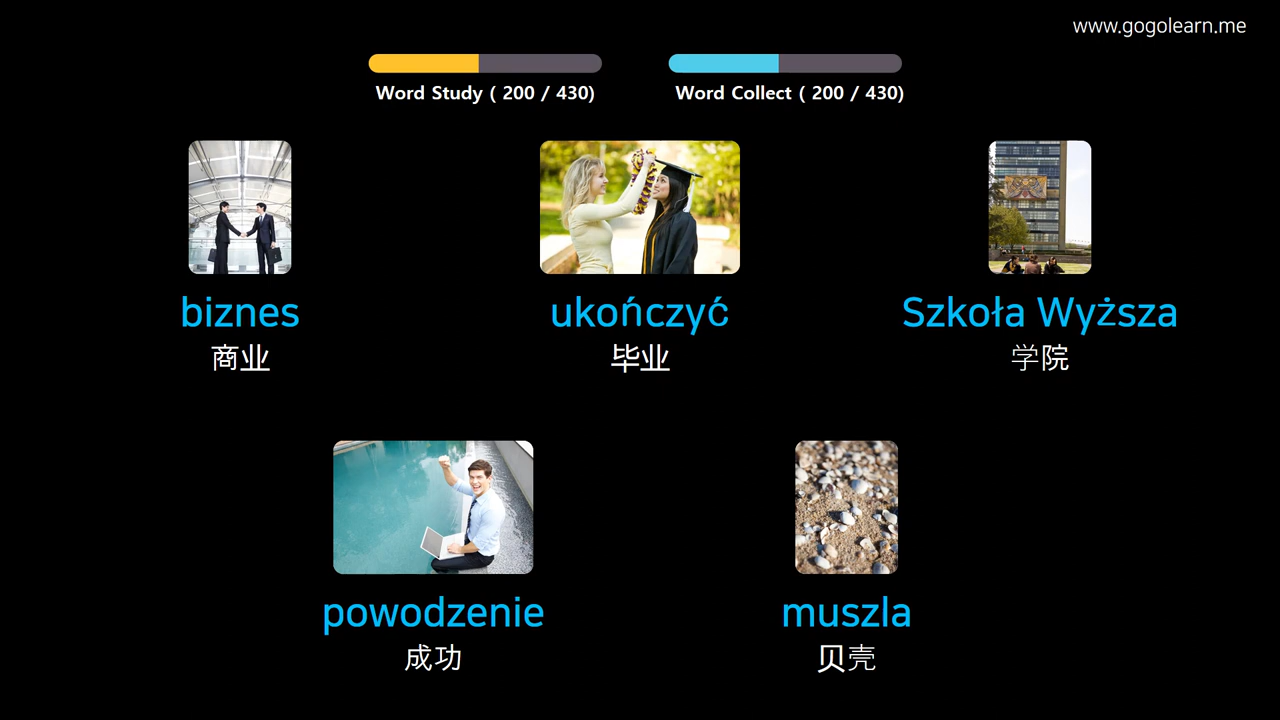 www.gogolearn.me
Word Study ( 200 / 430)
Word Collect ( 200 / 430)
biznes
商业
ukończyć
毕业
Szkoła Wyższa
学院
powodzenie
成功
muszla
贝壳